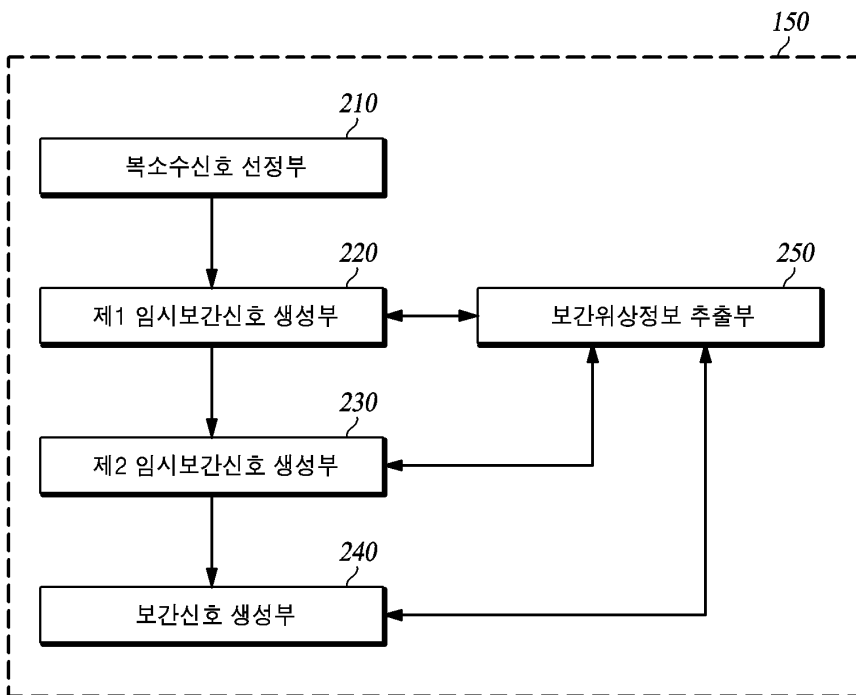 150
210
복소수신호 선정부
220
제1 임시보간신호 생성부
250
보간위상정보 추출부
230
제2 임시보간신호 생성부
240
보간신호 생성부